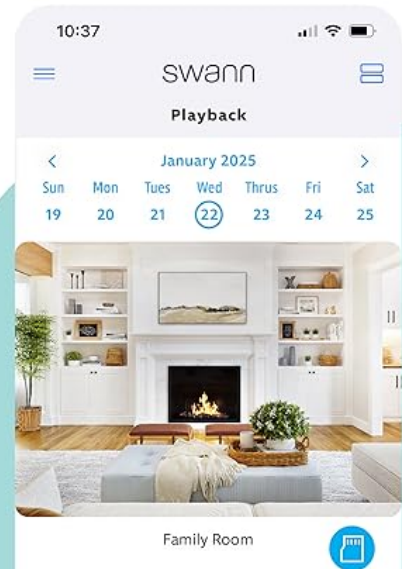 10:37
swann
Playback
January 2025
Sun Mon Tues Wed Thrus Fri Sat
19 20 21 22 23 24 25
Family Room